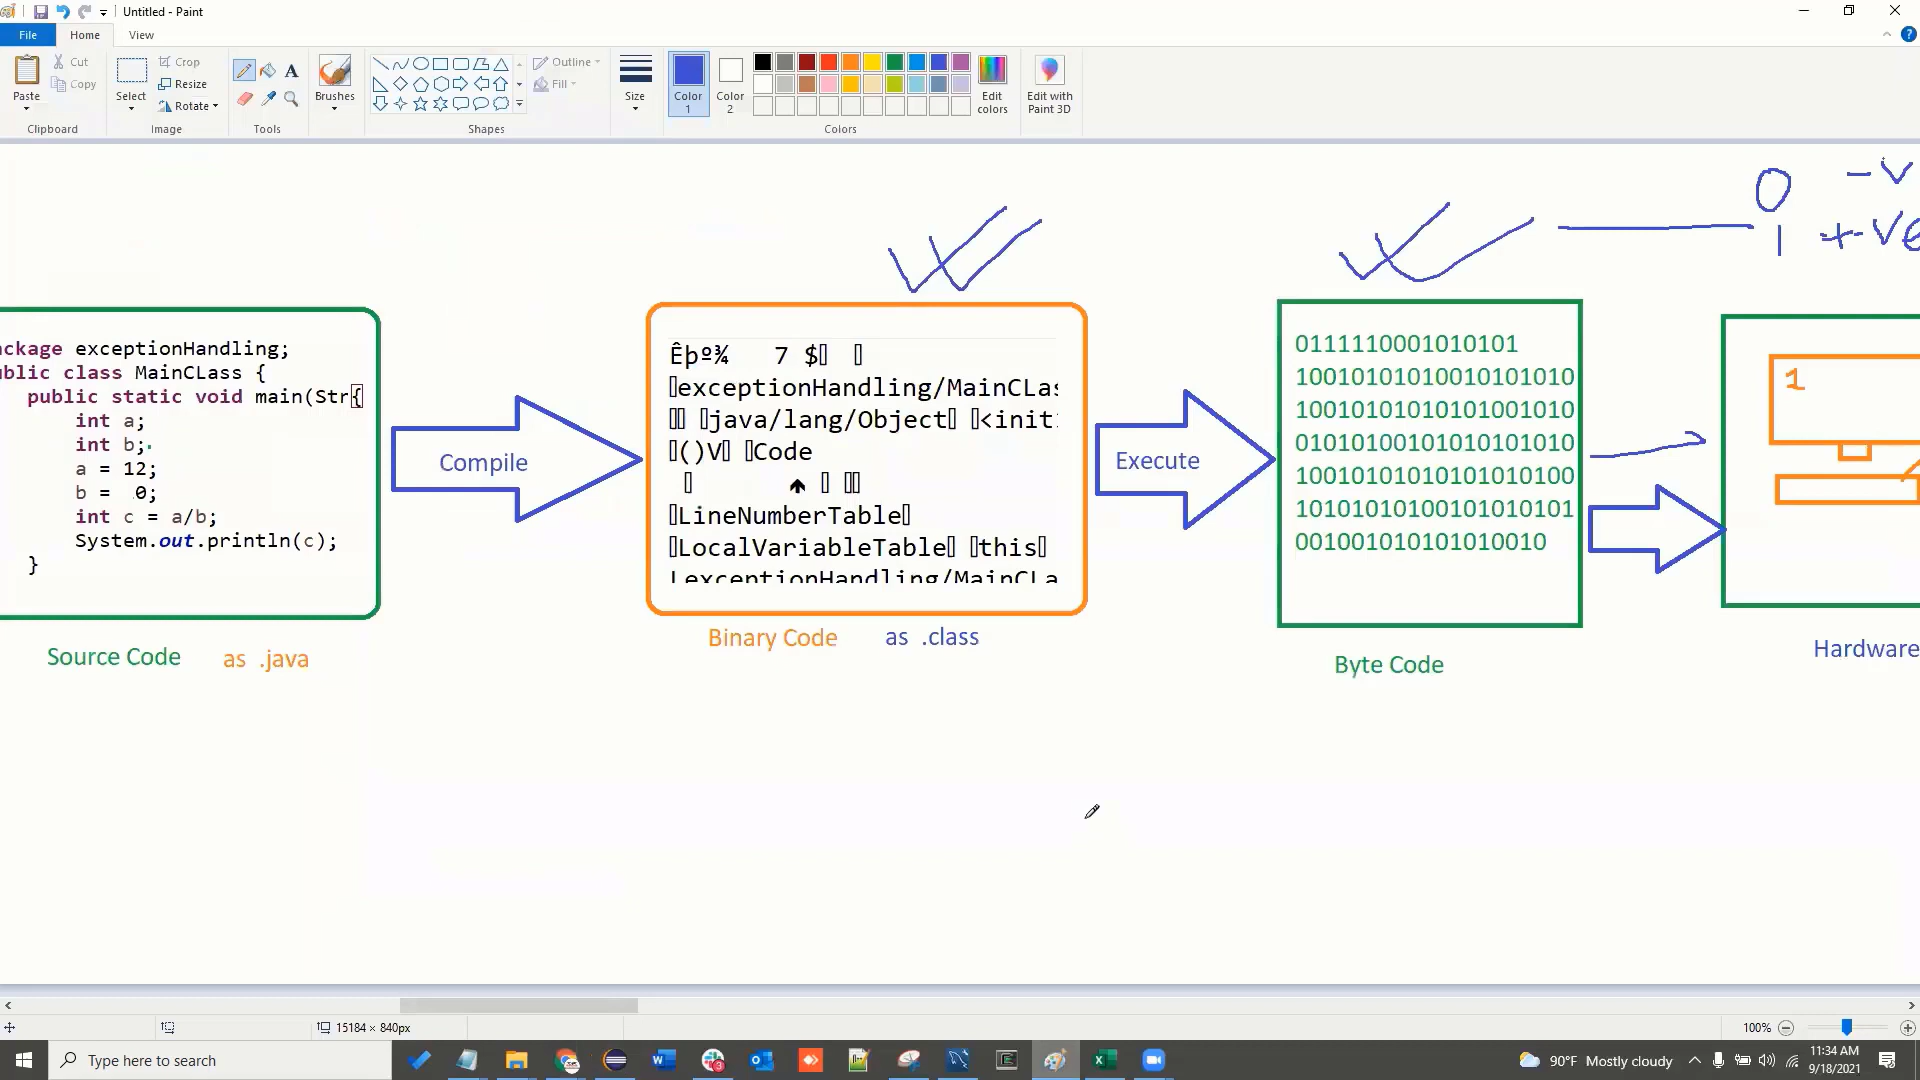 Untitled - Paint
File Home View
Paste
Cut
Copy
Clipboard
Select
Crop
Resize
Rotate
Image
Tools
Brushes
Shapes
Outline
Fill
Size
Color 1
Color 2
Colors
Edit colors
Edit with Paint 3D
0 -V
1 +Ve
ackage exceptionHandling;
ublic class MainCLass {
public static void main(Str{
int a;
int b;
a = 12;
b = 0;
int c = a/b;
System.out.println(c);
}
Source Code as .java
Compile
Êþº¾ 7 $
exceptionHandling/MainCLas
java/lang/Object <init
()V Code
LineNumberTable
LocalVariableTable this
LexceptionHandling/MainCLa
Binary Code as .class
Execute
0111110001010101
10010101010010101010
10010101010101001010
01010100101010101010
10010101010101010100
10101010100101010101
001001010101010010
Byte Code
1
Hardware
15184 × 840px
100%
Type here to search
90°F Mostly cloudy
11:34 AM
9/18/2021